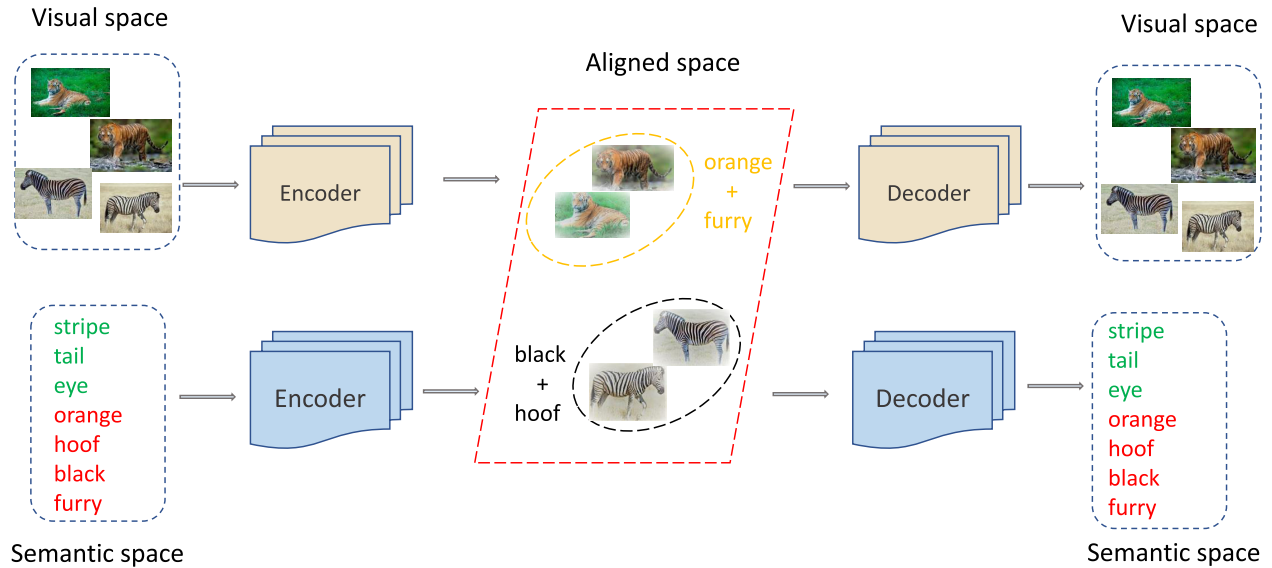 Visual space
Visual space
Aligned space
Encoder
orange
+
furry
Decoder
stripe
tail
eye
orange
hoof
black
furry
Encoder
black
+
hoof
Decoder
stripe
tail
eye
orange
hoof
black
furry
Semantic space
Semantic space